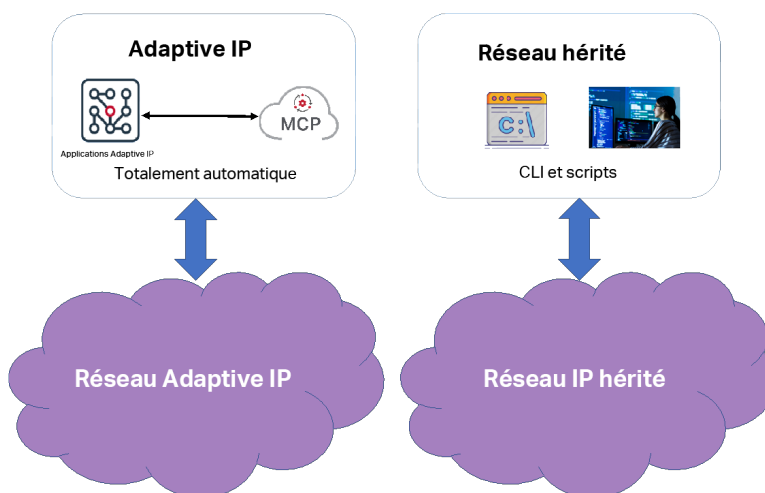 Adaptive IP
MCP
Applications Adaptive IP
Totalement automatique
Réseau hérité
C:\
CLI et scripts
Réseau Adaptive IP
Réseau IP hérité